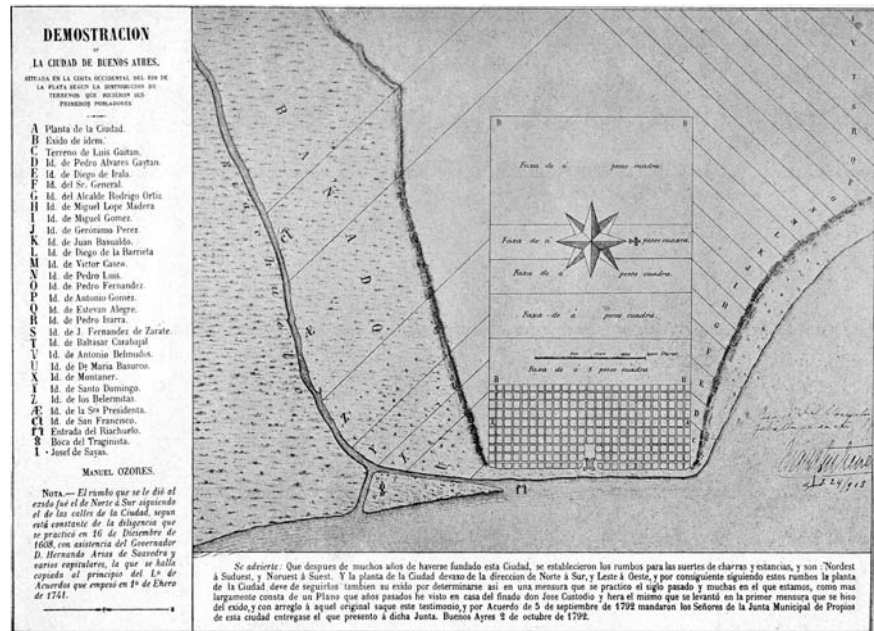 DEMOSTRACION
DE
LA CIUDAD DE BUENOS AYRES.
SITUADA EN LA COSTA OCCIDENTAL DEL RIO DE
LA PLATA SEGUN LA DISTRIBUCION DE
TERRENOS QUE HICIERON SUS
PRIMEROS POBLADORES
A Planta de la Ciudad.
B Exido de idem.
C Terreno de Luis Gaitan.
D Id. de Pedro Alvares Gaytan.
E Id. de Diego de Irala.
F Id. del Sr. General.
G Id. del Alcalde Rodrigo Ortiz
H Id. de Miguel Lope Madera
I Id. de Miguel Gomez.
J Id. de Gerónimo Perez.
K Id. de Juan Basualdo.
L Id. de Diego de la Barrieta
M Id. de Victor Casco.
N Id. de Pedro Luis.
O Id. de Pedro Fernandez.
P Id. de Antonio Gomez.
Q Id. de Estevan Alegre.
R Id. de Pedro Isarra.
S Id. de J. Fernandez de Zarate.
T Id. de Baltasar Carabajal
V Id. de Antonio Belmudos.
U Id. de Da. Maria Basurco.
X Id. de Montaner.
Y Id. de Santo Domingo.
Z Id. de los Belermitas.
Æ Id. de la Sra Presidenta.
Id. de San Francisco.
Entrada del Riachuelo.
8 Boca del Traginista.
1 Josef de Sayas.
MANUEL OZORES.
NOTA.— El rumbo que se le dió al
exido fué el de Norte á Sur siguiendo
el de las calles de la Ciudad, segun
está constante de la diligencia que
se practicó en 16 de Diciembre de
1608, con asistencia del Governador
D. Hernando Arias de Saavedra y
varios capitulares, la que se halla
copiada al principio del L.o de
Acuerdos que empesó en 1o de Enero
de 1741.
BAÑADO
Riachuelo
B B
Faxa de á pesos cuadra.
Faxa de á pesos cuadra.
Faxa de á pesos cuadra.
Faxa de á pesos cuadra.
Faxa de á 8 pesos cuadra
B B
Se advierte: Que despues de muchos años de haverse fundado esta Ciudad, se establecieron los rumbos para las suertes de charras y estancias, y son : Nordest
á Suduest, y Noruest á Suest. Y la planta de la Ciudad devaxo de la direccion de Norte à Sur, y Leste á Oeste, y por consiguiente siguiendo estos rumbos la planta
de la Ciudad deve de seguirlos tambien su exido por determinarse asi en una mensura que se practico el siglo pasado y muchas en el que estamos, como mas
largamente consta de un Plano que años pasados he visto en casa del finado don Jose Custodio y hera el mismo que se levantó en la primer mensura que se hiso
del exido, y con arreglo á aquel original saque este testimonio, y por Acuerdo de 5 de septiembre de 1792 mandaron los Señores de la Junta Municipal de Propios
de esta ciudad entregase el que presentó á dicha Junta. Buenos Ayres 2 de octubre de 1792.